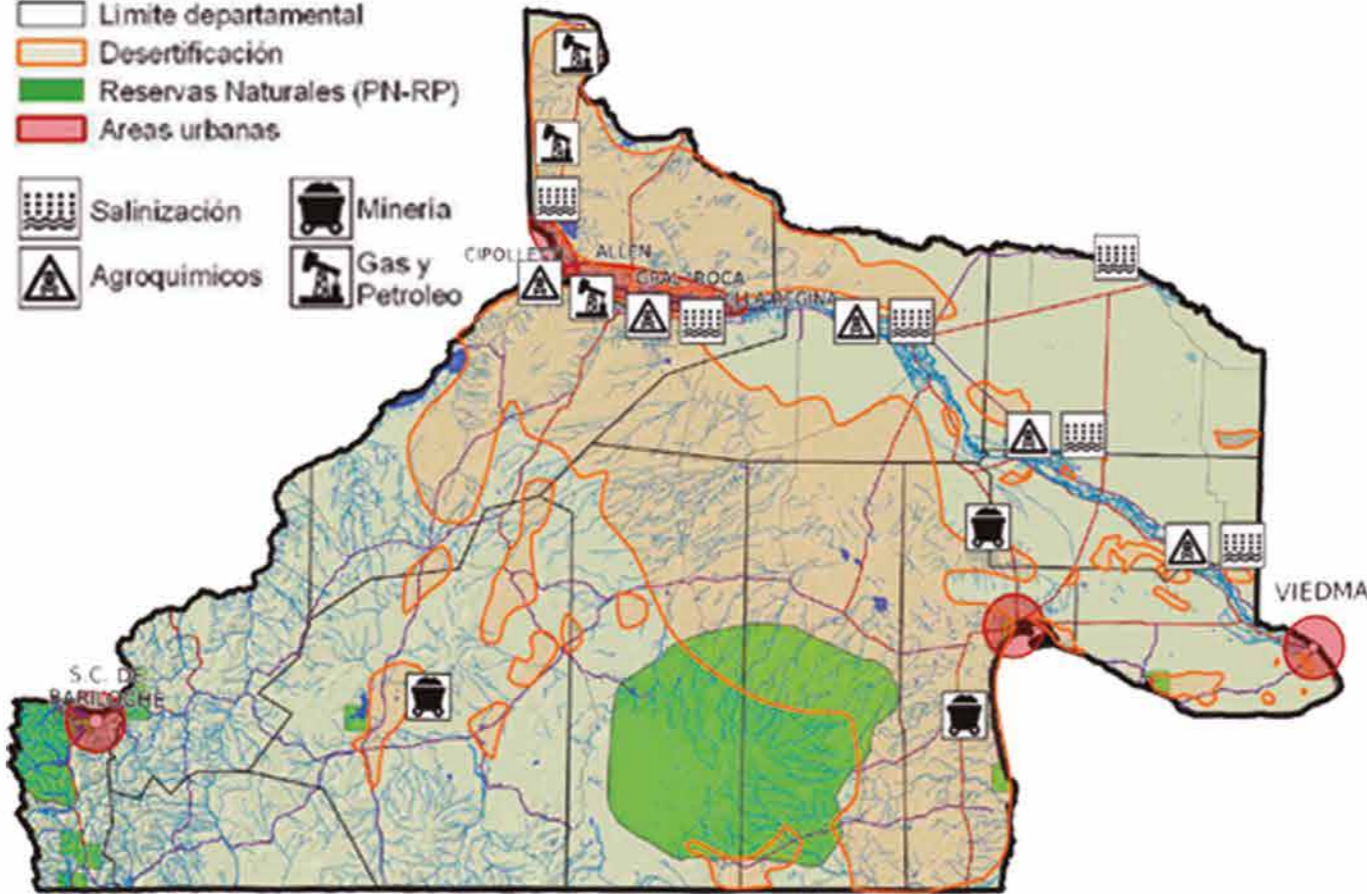 Limite departamental
Desertificación
Reservas Naturales (PN-RP)
Areas urbanas
Salinización
Minería
Agroquimicos
Gas y
Petroleo
ALLEN
GRAL. ROCA
VIEDMA
S.C. DE
BARILOCHE